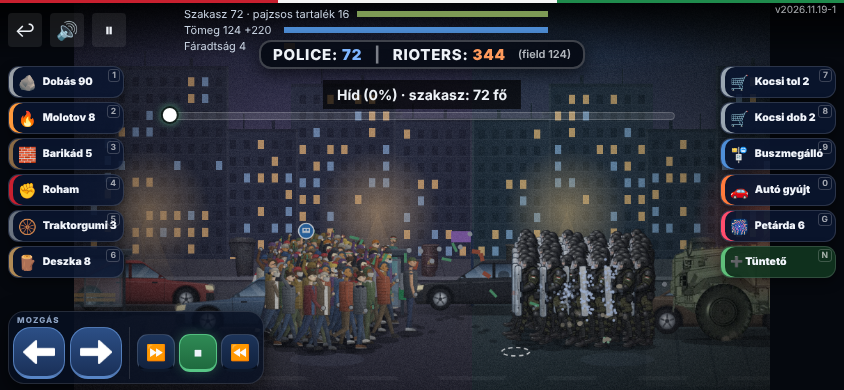 v2026.11.19-1
Szakasz 72 · pajzsos tartalék 16
Tömeg 124 +220
Fáradtság 4
POLICE: 72 | RIOTERS: 344 (field 124)
Híd (0%) · szakasz: 72 fő
Dobás 90 1
Molotov 8 2
Barikád 5 3
Roham 4
Traktorgumi 3 5
Deszka 8 6
Kocsi tol 2 7
Kocsi dob 2 8
Buszmegálló 9
Autó gyújt 0
Petárda 6 G
Tüntető N
MOZGÁS